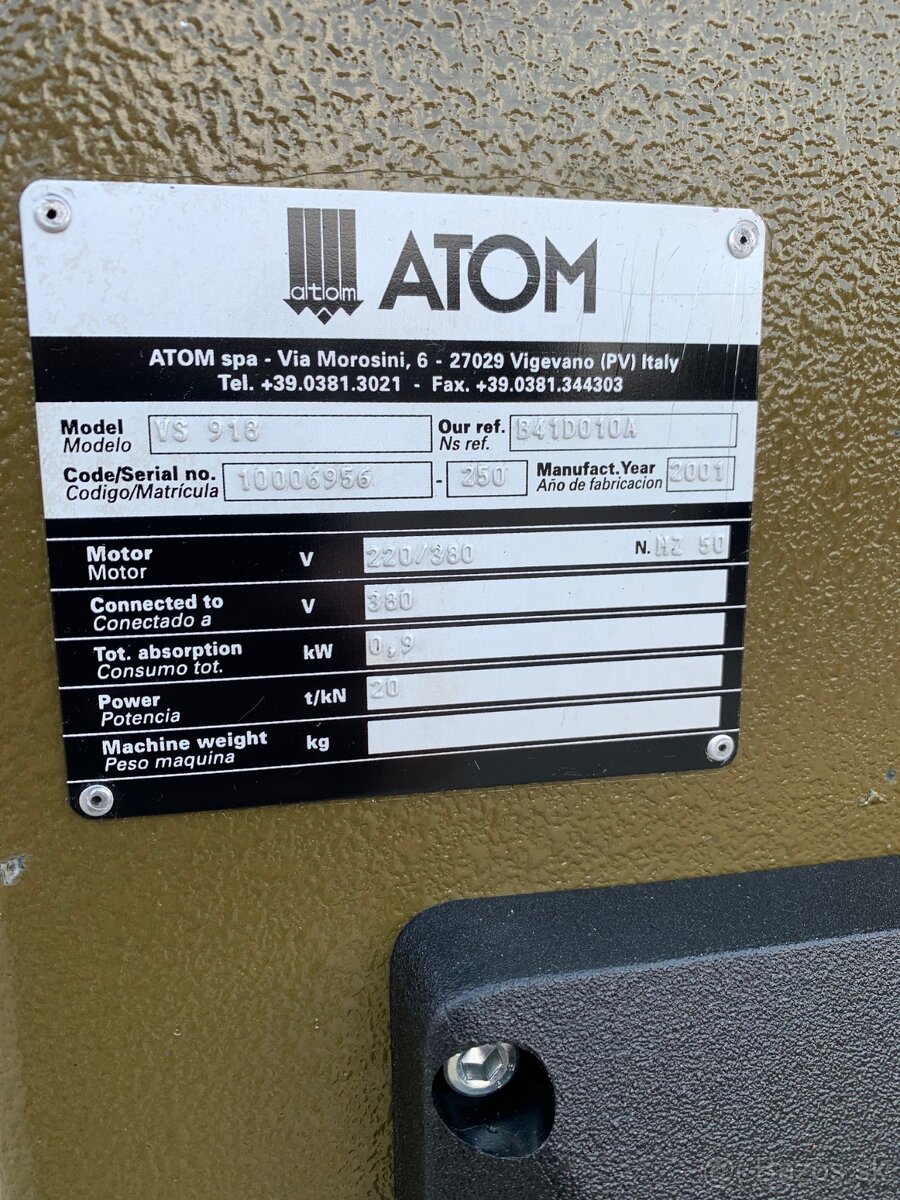 atom ATOM
ATOM spa - Via Morosini, 6 - 27029 Vigevano (PV) Italy
Tel. +39.0381.3021 - Fax. +39.0381.344303
Model VS 918 Our ref. B41D010A
Modelo Ns ref.
Code/Serial no. 10006956 - 250 Manufact.Year 2001
Codigo/Matrícula Año de fabricacion
Motor V 220/380 N. HZ 50
Motor
Connected to V 380
Conectado a
Tot. absorption kW 0,9
Consumo tot.
Power t/kN 20
Potencia
Machine weight kg
Peso maquina
Bazos.sk